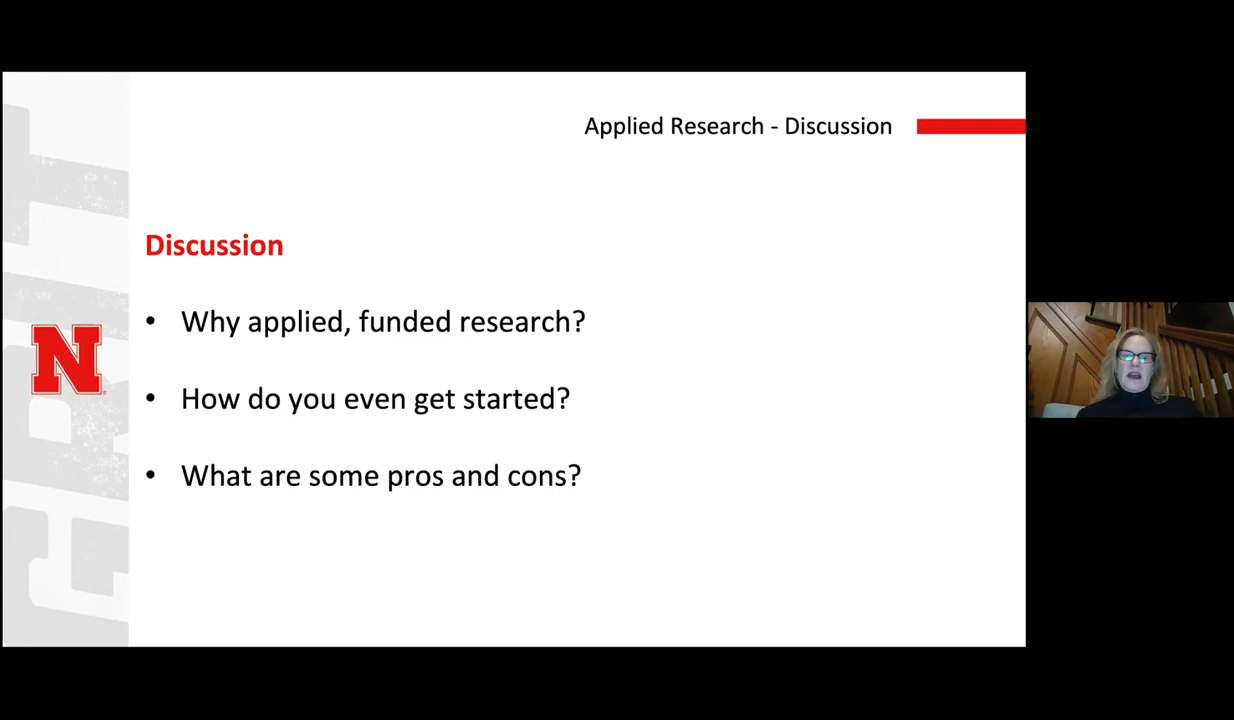 Applied Research - Discussion
Discussion
• Why applied, funded research?
N
• How do you even get started?
• What are some pros and cons?